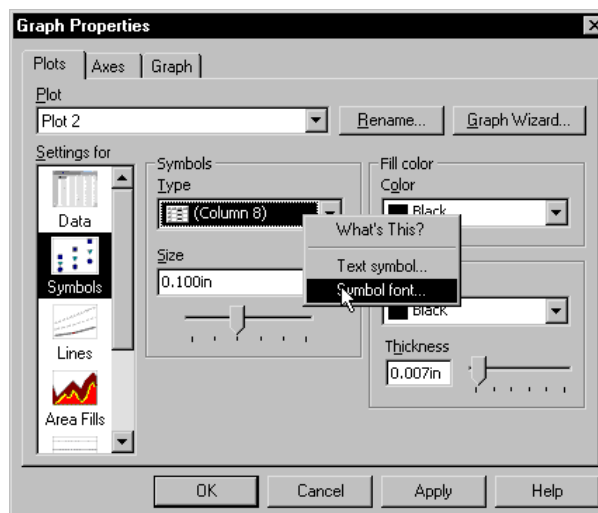 Graph Properties
Plots
Axes
Graph
Plot
Plot 2
Rename...
Graph Wizard...
Settings for
Data
Symbols
Lines
Area Fills
Symbols
Type
(Column 8)
Size
0.100in
Fill color
Color
Black
What's This?
Text symbol...
Symbol font...
Black
Thickness
0.007in
OK
Cancel
Apply
Help